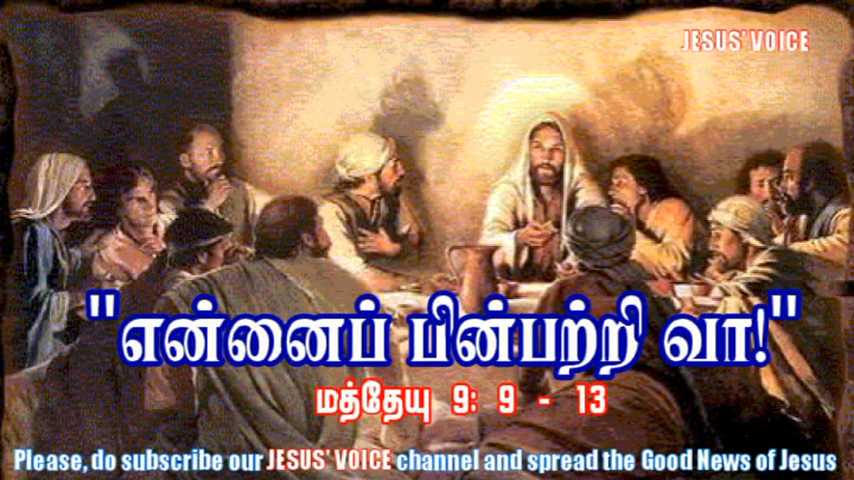 JESUS' VOICE
"என்னைப் பின்பற்றி வா!"
மத்தேயு 9: 9 - 13
Please, do subscribe our JESUS' VOICE channel and spread the Good News of Jesus